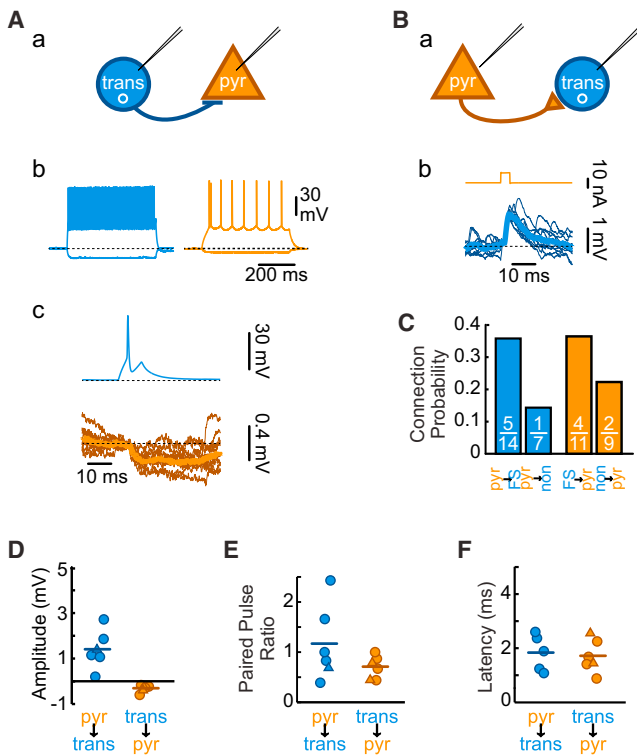 A
a
trans
pyr
b
30
mV
200 ms
c
30 mV
0.4 mV
10 ms
B
a
pyr
trans
b
10 nA
1 mV
10 ms
C
Connection
Probability
0.4
0.3
0.2
0.1
0
5
14
1
7
4
11
2
9
pyr→FS
pyr→non
FS→pyr
non→pyr
D
Amplitude (mV)
5
3
1
-1
pyr
↓
trans
trans
↓
pyr
E
Paired Pulse
Ratio
2
1
0
pyr
↓
trans
trans
↓
pyr
F
Latency (ms)
4
2
0
pyr
↓
trans
trans
↓
pyr